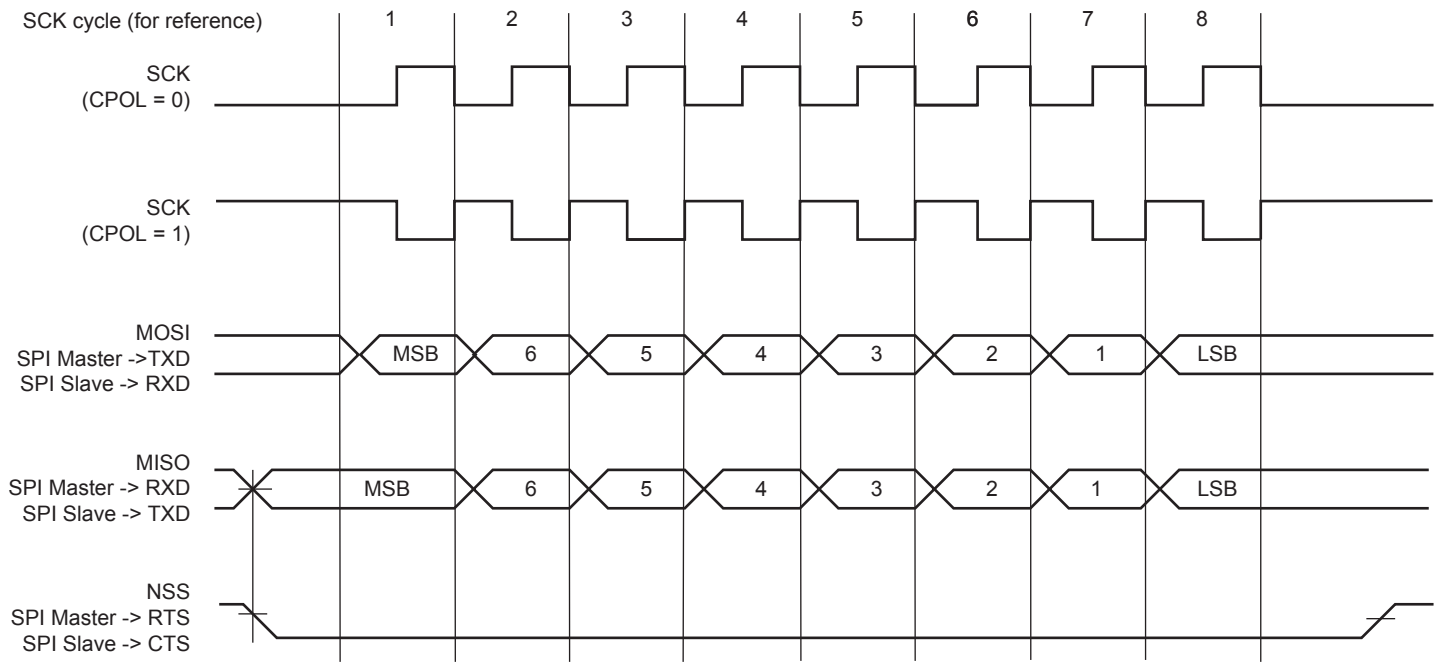 SCK cycle (for reference) 1 2 3 4 5 6 7 8
SCK
(CPOL = 0)
SCK
(CPOL = 1)
MOSI
SPI Master ->TXD
SPI Slave -> RXD
MSB 6 5 4 3 2 1 LSB
MISO
SPI Master -> RXD
SPI Slave -> TXD
MSB 6 5 4 3 2 1 LSB
NSS
SPI Master -> RTS
SPI Slave -> CTS